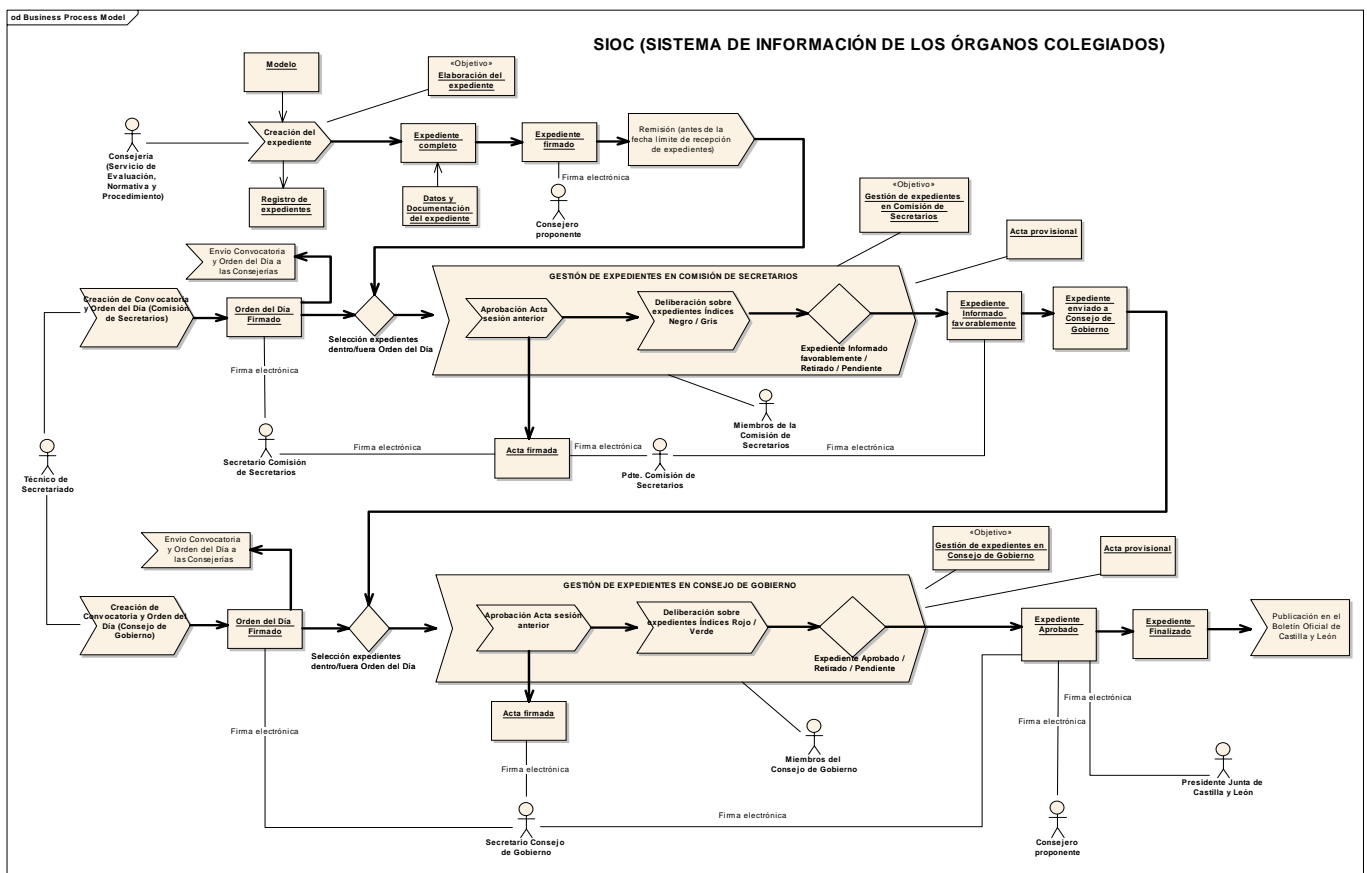 od Business Process Model
SIOC (SISTEMA DE INFORMACIÓN DE LOS ÓRGANOS COLEGIADOS)
Modelo
«Objetivo»
Elaboración del
expediente
Creación del
expediente
Expediente
completo
Expediente
firmado
Remisión (antes de la
fecha límite de recepción
de expedientes)
Consejería
(Servicio de
Evaluación,
Normativa y
Procedimiento)
Registro de
expedientes
Datos y
Documentación
del expediente
Firma electrónica
Consejero
proponente
«Objetivo»
Gestión de expedientes
en Comisión de
Secretarios
Acta provisional
Envío Convocatoria
y Orden del Día a
las Consejerías
GESTIÓN DE EXPEDIENTES EN COMISIÓN DE SECRETARIOS
Creación de Convocatoria
y Orden del Día (Comisión
de Secretarios)
Orden del Día
Firmado
Selección expedientes
dentro/fuera Orden del Día
Aprobación Acta
sesión anterior
Deliberación sobre
expedientes Índices
Negro / Gris
Expediente Informado
favorablemente /
Retirado / Pendiente
Expediente
Informado
favorablemente
Expediente
enviado a
Consejo de
Gobierno
Firma electrónica
Miembros de la
Comisión de
Secretarios
Firma electrónica
Acta firmada
Firma electrónica
Firma electrónica
Secretario Comisión
de Secretarios
Pdte. Comisión de
Secretarios
Técnico de
Secretariado
Envío Convocatoria
y Orden del Día a
las Consejerías
«Objetivo»
Gestión de expedientes en
Consejo de Gobierno
Acta provisional
GESTIÓN DE EXPEDIENTES EN CONSEJO DE GOBIERNO
Creación de
Convocatoria y Orden del
Día (Consejo de
Gobierno)
Orden del Día
Firmado
Selección expedientes
dentro/fuera Orden del Día
Aprobación Acta sesión
anterior
Deliberación sobre
expedientes Índices Rojo /
Verde
Expediente Aprobado /
Retirado / Pendiente
Expediente
Aprobado
Expediente
Finalizado
Publicación en el
Boletín Oficial de
Castilla y León
Acta firmada
Firma electrónica
Firma electrónica
Firma electrónica
Firma electrónica
Miembros del
Consejo de Gobierno
Presidente Junta de
Castilla y León
Firma electrónica
Secretario Consejo
de Gobierno
Consejero
proponente